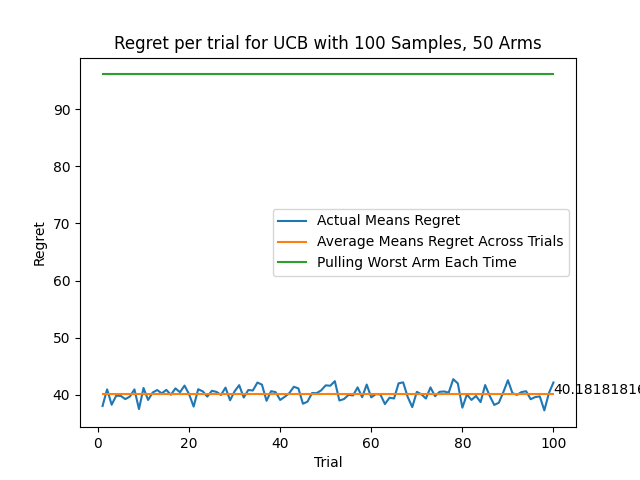 Regret per trial for UCB with 100 Samples, 50 Arms
90
80
70
60
50
40
Regret
Actual Means Regret
Average Means Regret Across Trials
Pulling Worst Arm Each Time
40.18181816
0
20
40
60
80
100
Trial